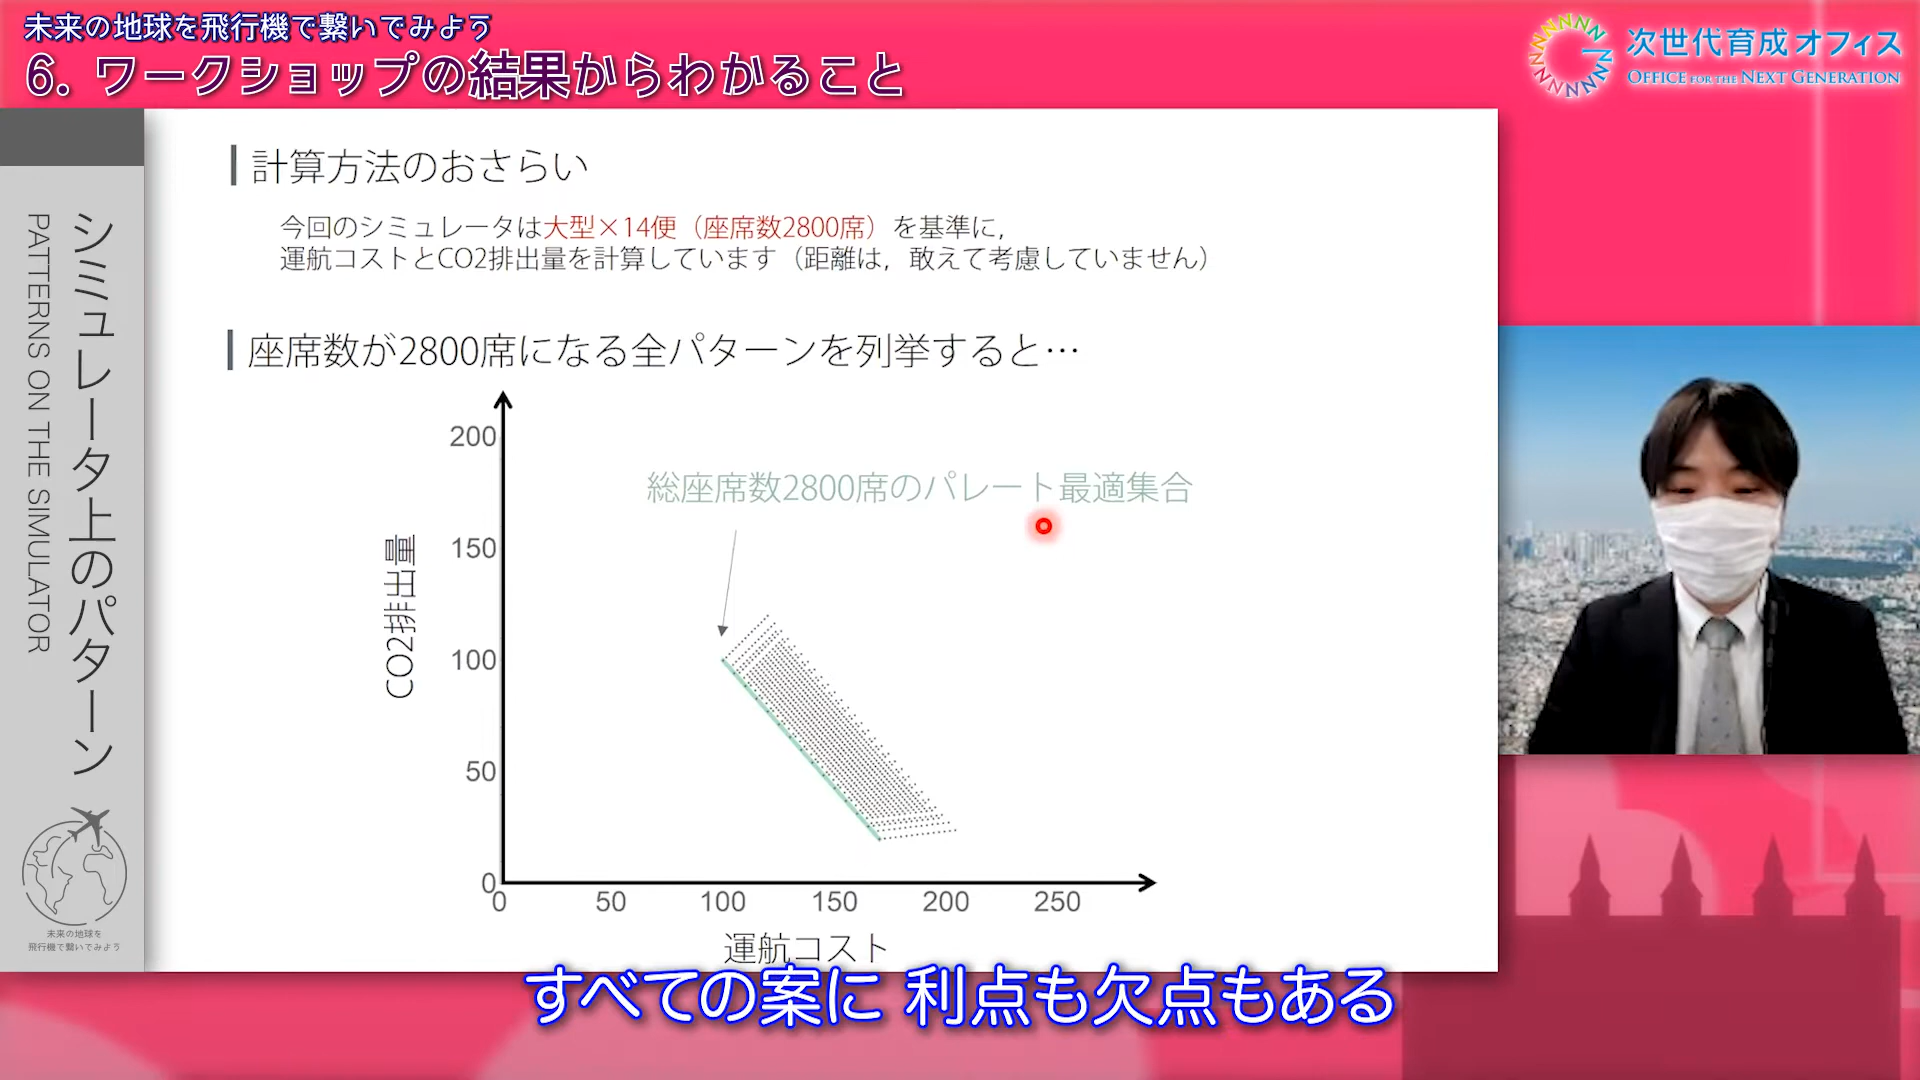 未来の地球を飛行機で繋いでみよう
6. ワークショップの結果からわかること
次世代育成オフィス
OFFICE FOR THE NEXT GENERATION
シミュレータ上のパターン
PATTERNS ON THE SIMULATOR
未来の地球を
飛行機で繋いでみよう
計算方法のおさらい
今回のシミュレータは大型×14便（座席数2800席）を基準に,
運航コストとCO2排出量を計算しています（距離は，敢えて考慮していません）
座席数が2800席になる全パターンを列挙すると…
総座席数2800席のパレート最適集合
CO2排出量
200
150
100
50
0
0 50 100 150 200 250
運航コスト
すべての案に 利点も欠点もある